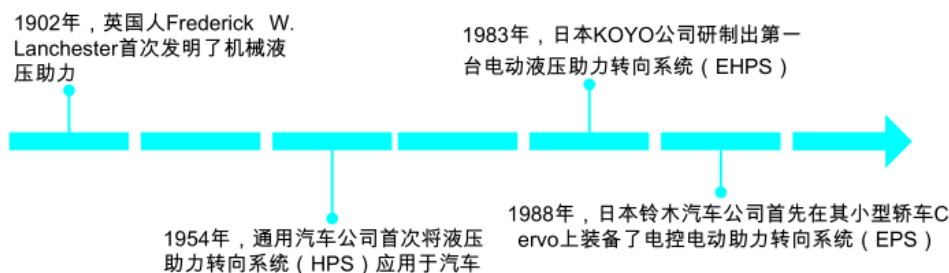 1902年，英国人Frederick W.
Lanchester首次发明了机械液
压助力
1983年，日本KOYO公司研制出第一
台电动液压助力转向系统（EHPS）
1954年，通用汽车公司首次将液压
助力转向系统（HPS）应用于汽车
1988年，日本铃木汽车公司首先在其小型轿车C
ervo上装备了电控电动助力转向系统（EPS）